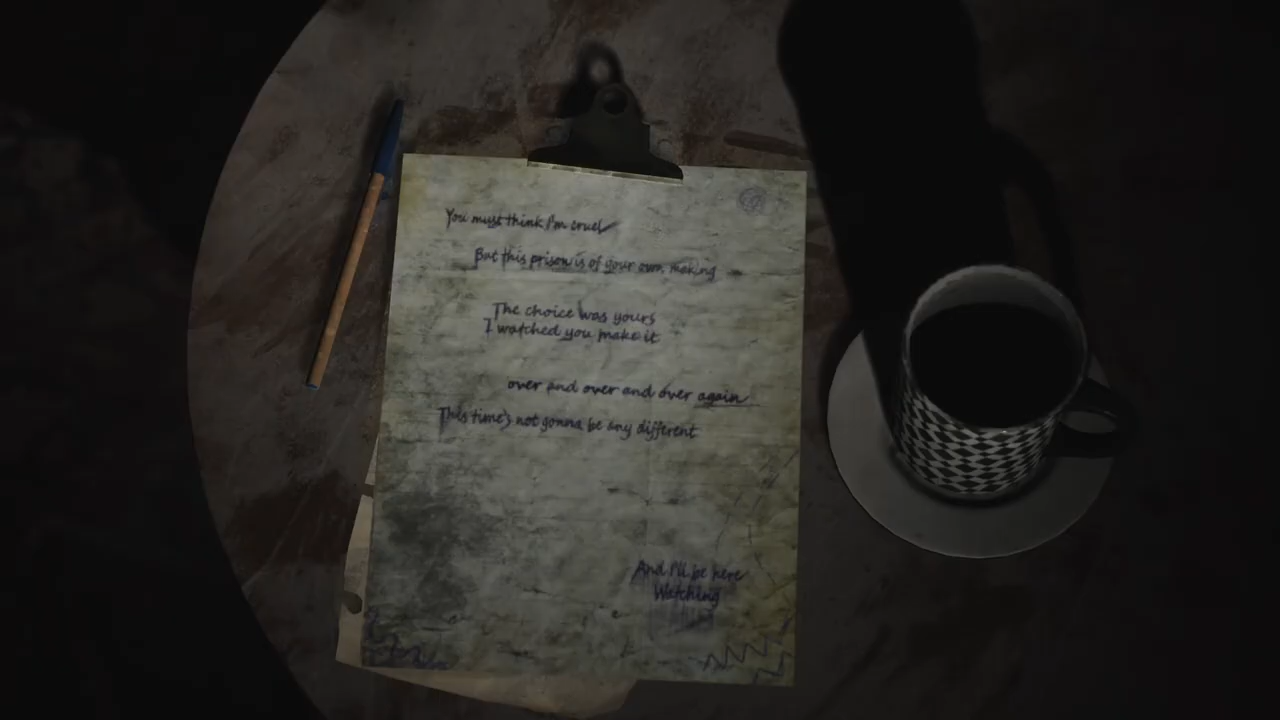 You must think I'm cruel
But this prison is of your own making
The choice was yours
I watched you make it
over and over and over again
This time's not gonna be any different
And I'll be here
Watching